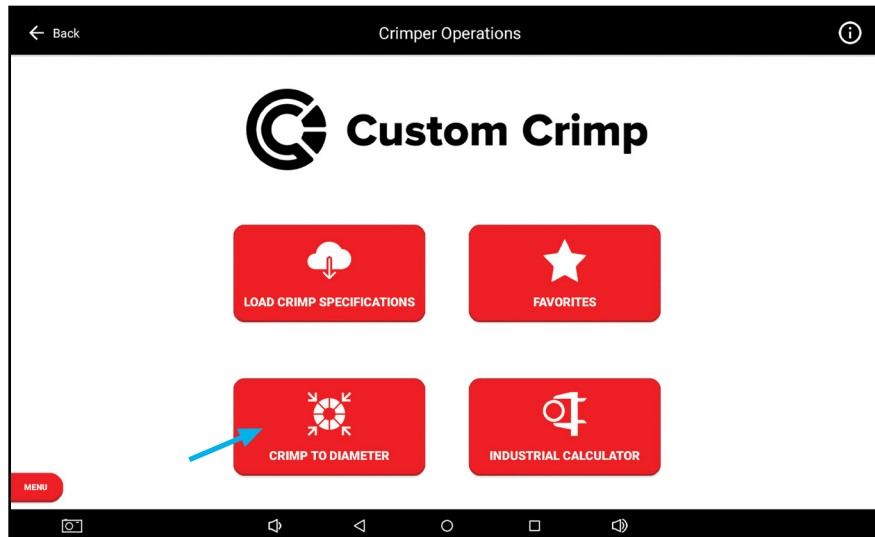 Back
Crimper Operations
Custom Crimp
LOAD CRIMP SPECIFICATIONS
FAVORITES
CRIMP TO DIAMETER
INDUSTRIAL CALCULATOR
MENU